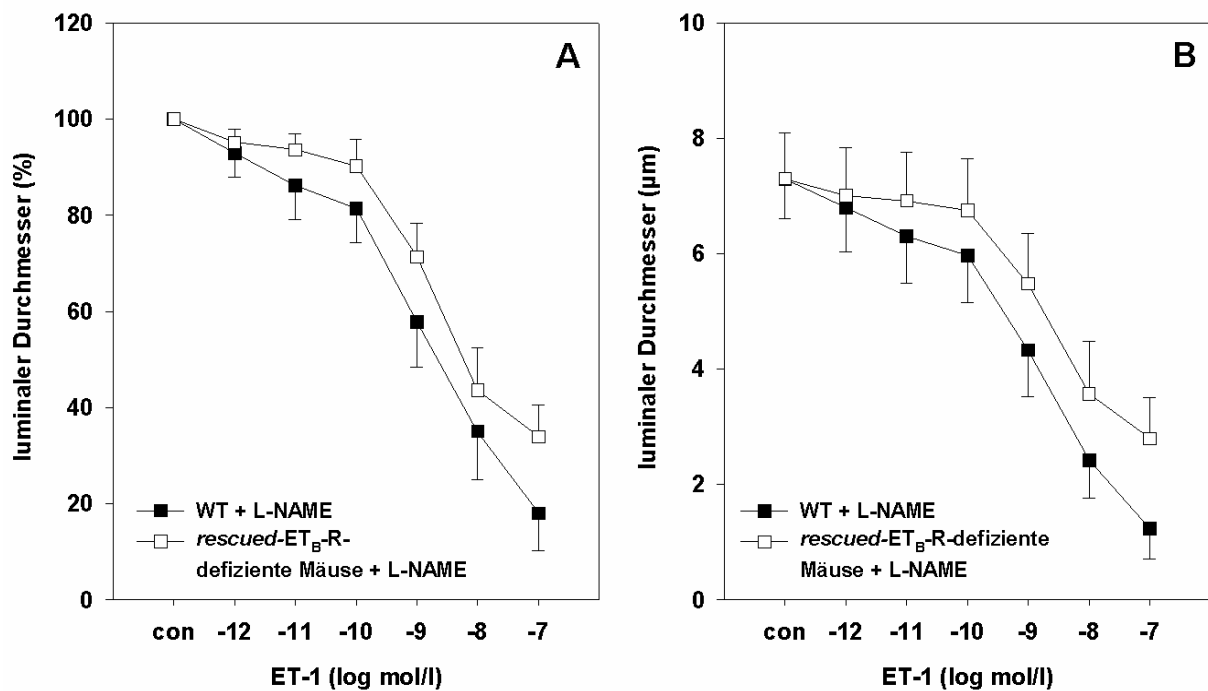 A
120
100
80
60
40
20
0
luminaler Durchmesser (%)
WT + L-NAME
rescued-ETB-R-
defiziente Mäuse + L-NAME
con -12 -11 -10 -9 -8 -7
ET-1 (log mol/l)
B
10
8
6
4
2
0
luminaler Durchmesser (µm)
WT + L-NAME
rescued-ETB-R-defiziente
Mäuse + L-NAME
con -12 -11 -10 -9 -8 -7
ET-1 (log mol/l)